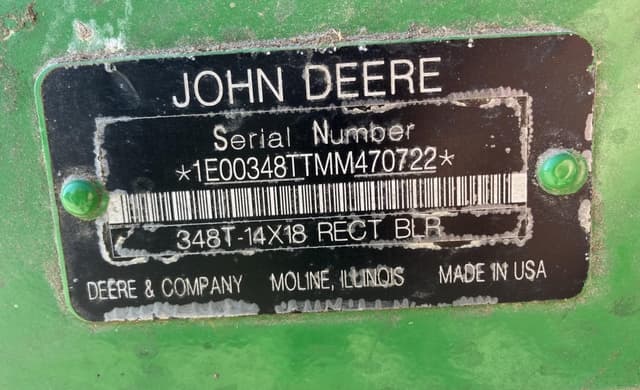 JOHN DEERE
Serial Number
*1E00348TTMM470722*
348T-14X18 RECT BLR
DEERE & COMPANY MOLINE, ILLINOIS MADE IN USA